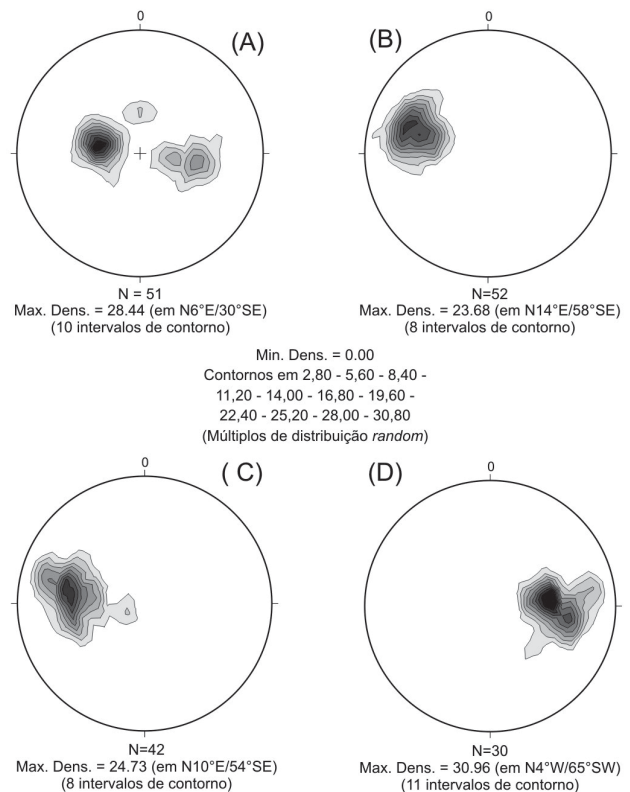 0
(A)
N = 51
Max. Dens. = 28.44 (em N6°E/30°SE)
(10 intervalos de contorno)
0
(B)
N=52
Max. Dens. = 23.68 (em N14°E/58°SE)
(8 intervalos de contorno)
Min. Dens. = 0.00
Contornos em 2,80 - 5,60 - 8,40 -
11,20 - 14,00 - 16,80 - 19,60 -
22,40 - 25,20 - 28,00 - 30,80
(Múltiplos de distribuição random)
0
( C)
N=42
Max. Dens. = 24.73 (em N10°E/54°SE)
(8 intervalos de contorno)
0
(D)
N=30
Max. Dens. = 30.96 (em N4°W/65°SW)
(11 intervalos de contorno)